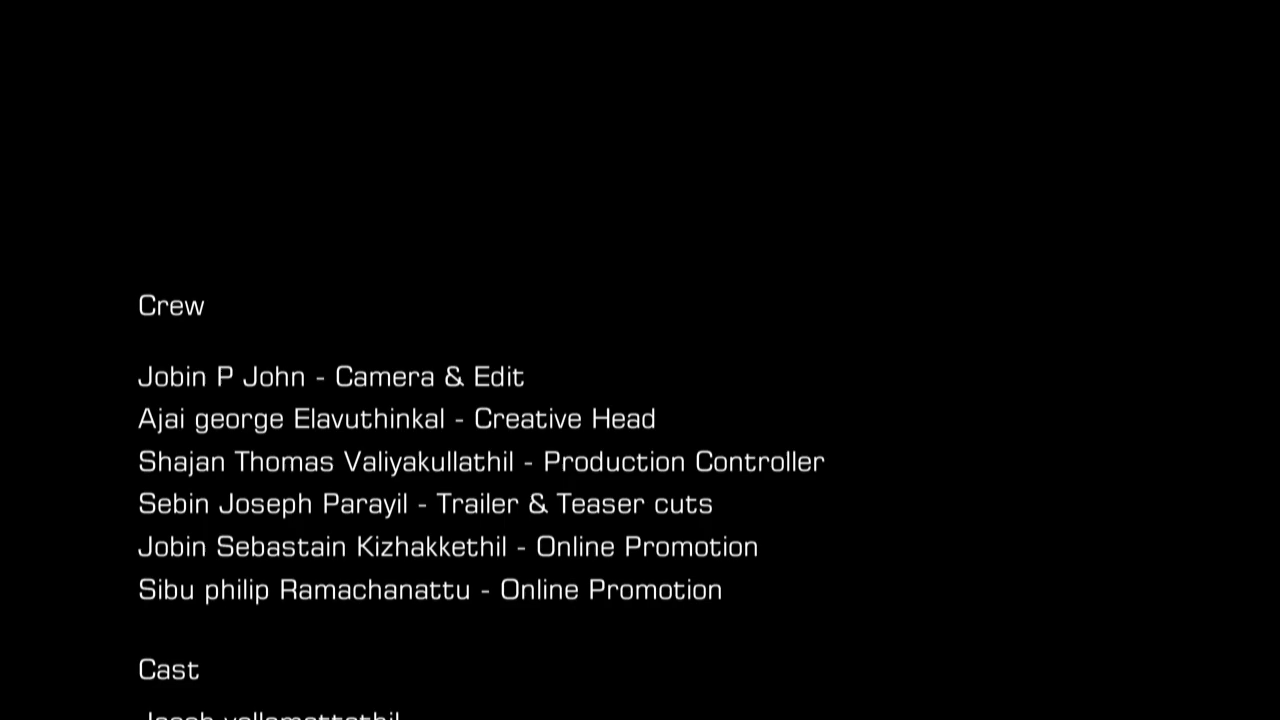 Crew
Jobin P John - Camera & Edit
Ajai george Elavuthinkal - Creative Head
Shajan Thomas Valiyakullathil - Production Controller
Sebin Joseph Parayil - Trailer & Teaser cuts
Jobin Sebastain Kizhakkethil - Online Promotion
Sibu philip Ramachanattu - Online Promotion
Cast